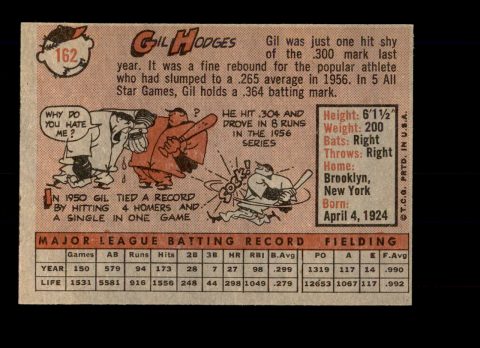 162
GIL HODGES
Gil was just one hit shy
of the .300 mark last
year. It was a fine rebound for the popular athlete
who had slumped to a .265 average in 1956. In 5 All
Star Games, Gil holds a .364 batting mark.
WHY DO
YOU HATE
ME?
IN 1950 GIL TIED A RECORD
BY HITTING 4 HOMERS AND
A SINGLE IN ONE GAME
HE HIT .304 AND
DROVE IN 8 RUNS
IN THE 1956
SERIES
SOCK
Height: 6'1½"
Weight: 200
Bats: Right
Throws: Right
Home:
Brooklyn,
New York
Born:
April 4, 1924
© T.C.G. PRTD. IN U.S.A.
MAJOR LEAGUE BATTING RECORD FIELDING
Games AB Runs Hits 2B 3B HR RBI B.Avg PO A E F.Avg
YEAR 150 579 94 173 28 7 27 98 .299 1319 117 14 .990
LIFE 1531 5581 916 1556 248 44 298 1049 .279 12653 1067 117 .992